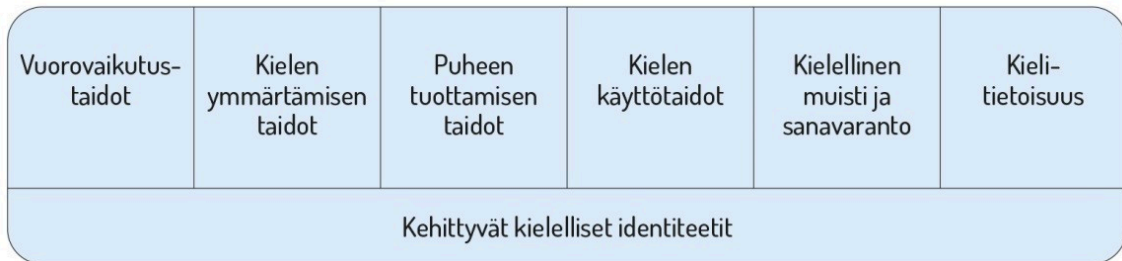 Vuorovaikutus-
taidot
Kielen
ymmärtämisen
taidot
Puheen
tuottamisen
taidot
Kielen
käyttötaidot
Kielellinen
muisti ja
sanavaranto
Kieli-
tietoisuus
Kehittyvät kielelliset identiteetit